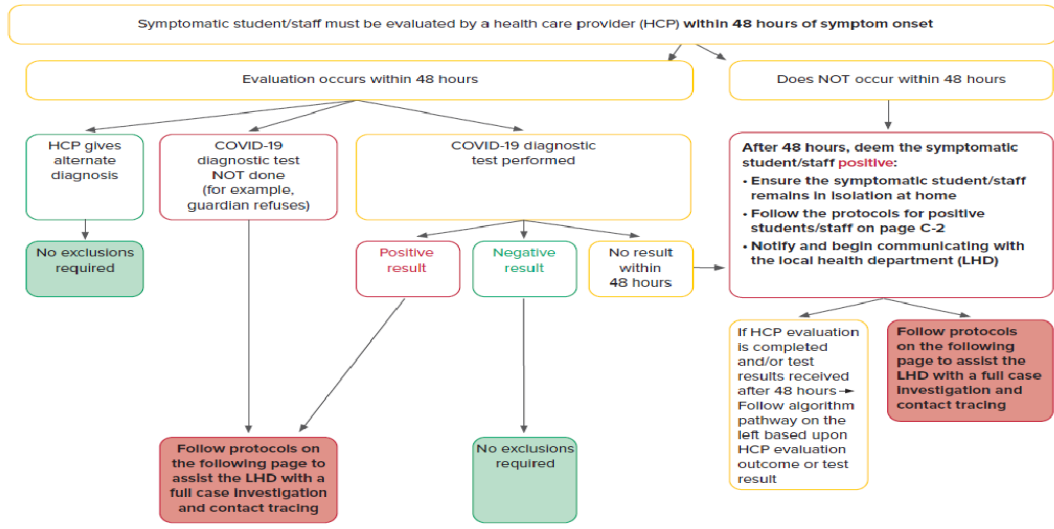 Symptomatic student/staff must be evaluated by a health care provider (HCP) within 48 hours of symptom onset
Evaluation occurs within 48 hours
Does NOT occur within 48 hours
HCP gives
alternate
diagnosis
COVID-19
diagnostic test
NOT done
(for example,
guardian refuses)
COVID-19 diagnostic
test performed
After 48 hours, deem the symptomatic
student/staff positive:
• Ensure the symptomatic student/staff
remains in isolation at home
• Follow the protocols for positive
students/staff on page C-2
• Notify and begin communicating with
the local health department (LHD)
No exclusions
required
Positive
result
Negative
result
No result
within
48 hours
If HCP evaluation
is completed
and/or test
results received
after 48 hours →
Follow algorithm
pathway on the
left based upon
HCP evaluation
outcome or test
result
Follow protocols
on the following
page to assist the
LHD with a full case
investigation and
contact tracing
Follow protocols on
the following page to
assist the LHD with a
full case investigation
and contact tracing
No exclusions
required